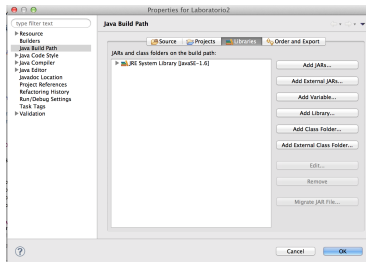 Properties for Laboratorio2
type filter text
Resource
Builders
Java Build Path
Java Code Style
Java Compiler
Java Editor
Javadoc Location
Project References
Refactoring History
Run/Debug Settings
Task Tags
Validation
Java Build Path
Source
Projects
Libraries
Order and Export
JARs and class folders on the build path:
JRE System Library [JavaSE-1.6]
Add JARs...
Add External JARs...
Add Variable...
Add Library...
Add Class Folder...
Add External Class Folder...
Edit...
Remove
Migrate JAR File...
?
Cancel
OK